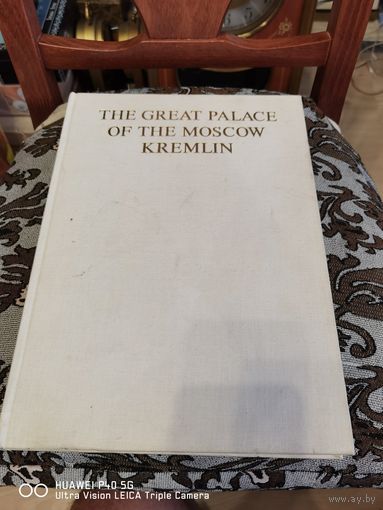 THE GREAT PALACE
OF THE MOSCOW
KREMLIN
HUAWEI P40 5G
Ultra Vision LEICA Triple Camera
www.ay.by